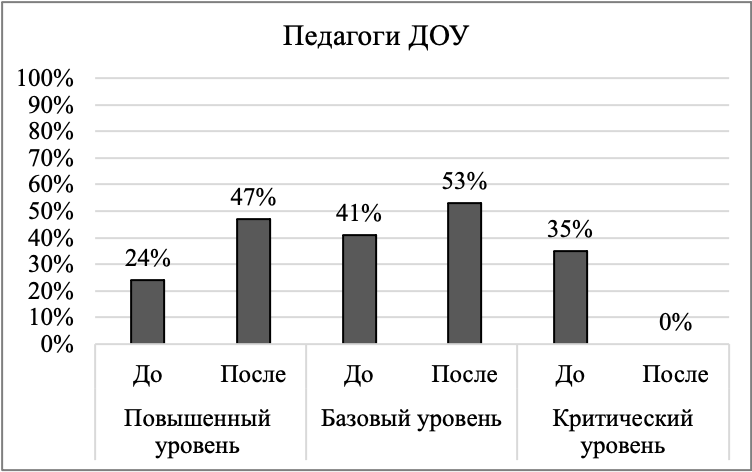 Педагоги ДОУ
100%
90%
80%
70%
60%
50%
40%
30%
20%
10%
0%
24%
47%
41%
53%
35%
0%
До
После
До
После
До
После
Повышенный
уровень
Базовый уровень
Критический
уровень